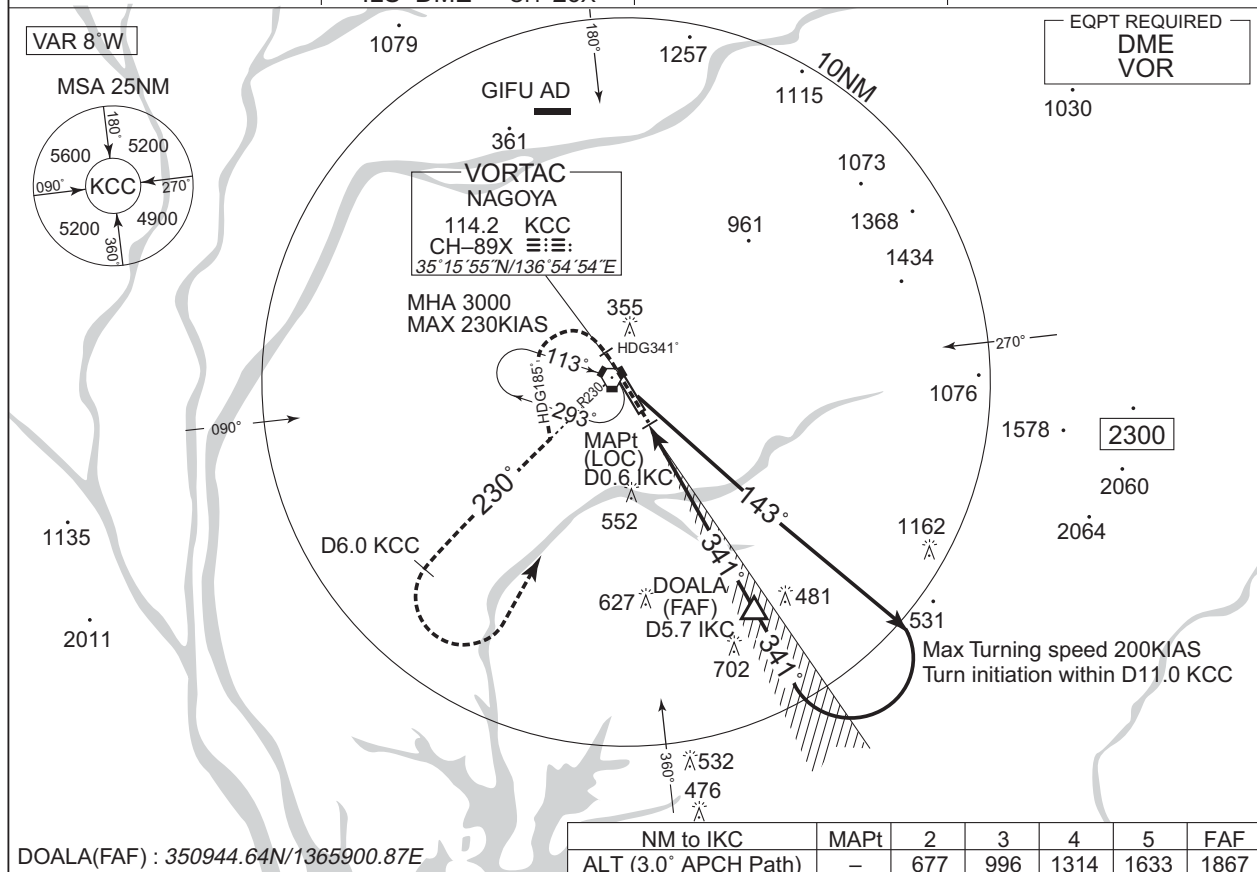 EQPT REQUIRED
DME
VOR
VAR 8°W
MSA 25NM
180°
5600
5200
090°
KCC
270°
5200
4900
360°
1079
180°
1257
10NM
1115
1030
GIFU AD
361
1073
VORTAC
NAGOYA
114.2 KCC
CH–89X
35°15´55˝N/136°54´54˝E
961
1368
1434
MHA 3000
MAX 230KIAS
355
HDG341°
270°
113°
HDG185°
R230
293°
1076
090°
1578
2300
MAPt
(LOC)
D0.6 IKC
230°
143°
2060
552
1162
2064
1135
D6.0 KCC
341°
DOALA
(FAF)
D5.7 IKC
627
481
531
2011
702
341°
Max Turning speed 200KIAS
Turn initiation within D11.0 KCC
360°
532
476
DOALA(FAF) : 350944.64N/1365900.87E
NM to IKC MAPt 2 3 4 5 FAF
ALT (3.0° APCH Path) – 677 996 1314 1633 1867